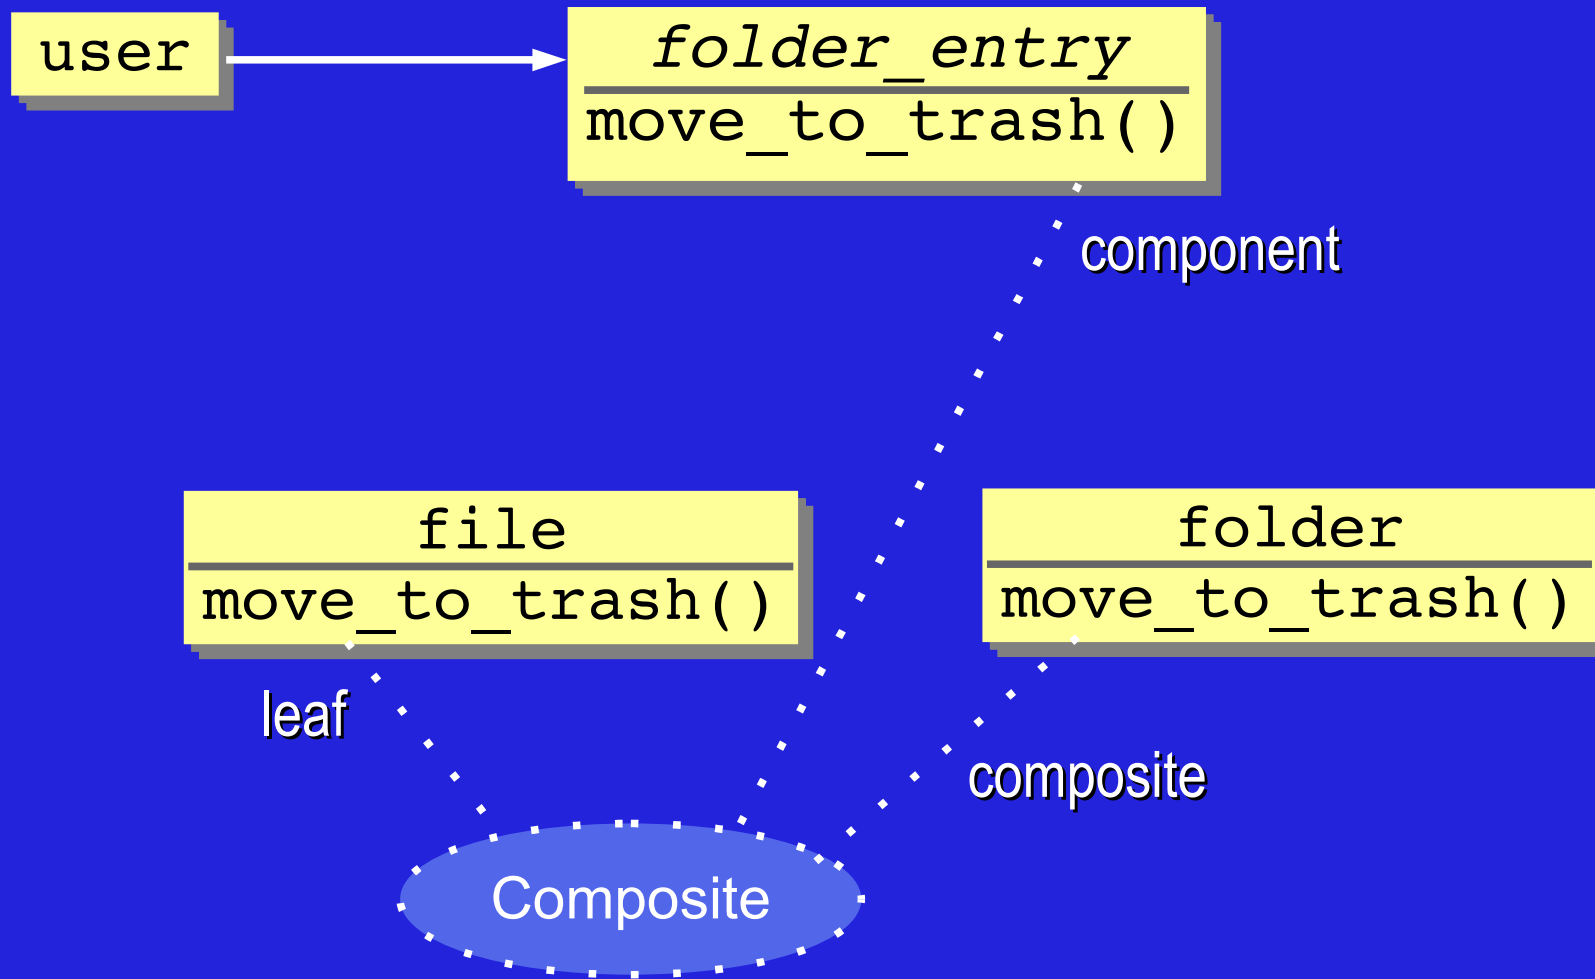 user
folder_entry
move_to_trash()
component
file
move_to_trash()
folder
move_to_trash()
leaf
composite
Composite